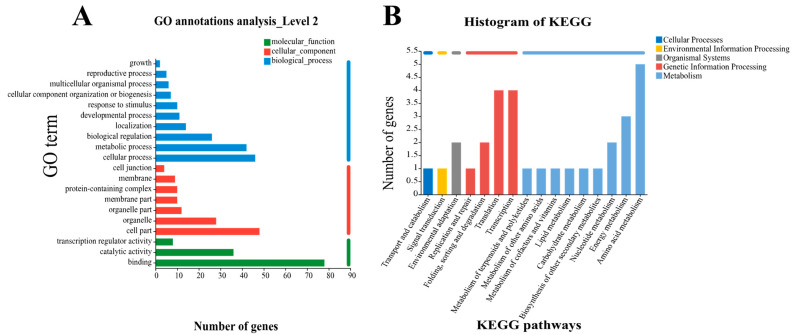 A
GO annotations analysis_Level 2
molecular_function
cellular_component
biological_process
GO term
growth
reproductive process
multicellular organismal process
cellular component organization or biogenesis
response to stimulus
developmental process
localization
biological regulation
metabolic process
cellular process
cell junction
membrane
protein-containing complex
membrane part
organelle part
organelle
cell part
transcription regulator activity
catalytic activity
binding
0 10 20 30 40 50 60 70 80 90
Number of genes
B
Histogram of KEGG
Cellular Processes
Environmental Information Processing
Organismal Systems
Genetic Information Processing
Metabolism
Number of genes
5.5
5
4.5
4
3.5
3
2.5
2
1.5
1
0.5
0
Transport and catabolism
Signal transduction
Environmental adaptation
Replication and repair
Folding, sorting and degradation
Translation
Transcription
Metabolism of terpenoids and polyketides
Metabolism of other amino acids
Metabolism of cofactors and vitamins
Lipid metabolism
Carbohydrate metabolism
Biosynthesis of other secondary metabolites
Nucleotide metabolism
Energy metabolism
Amino acid metabolism
KEGG pathways